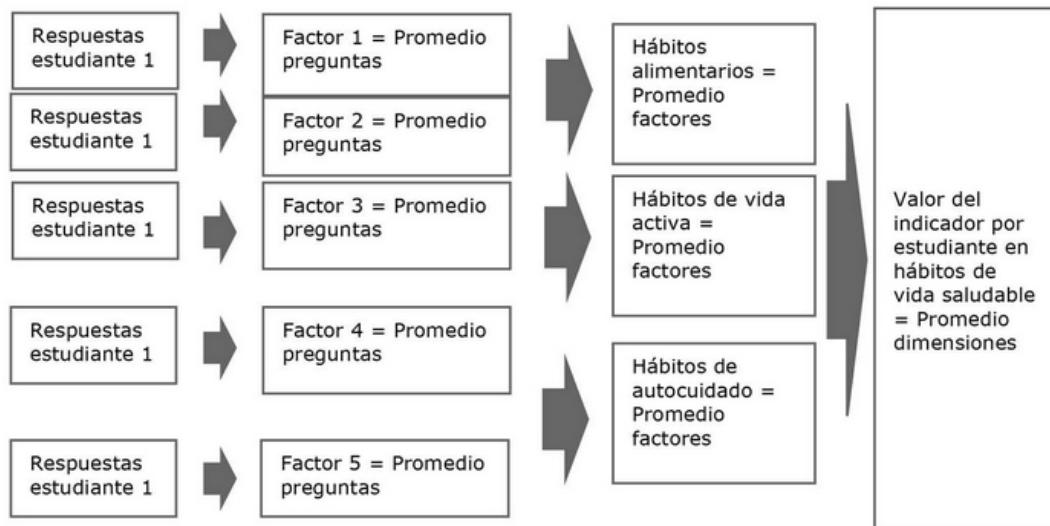 Respuestas
estudiante 1
Factor 1 = Promedio
preguntas
Respuestas
estudiante 1
Factor 2 = Promedio
preguntas
Respuestas
estudiante 1
Factor 3 = Promedio
preguntas
Respuestas
estudiante 1
Factor 4 = Promedio
preguntas
Respuestas
estudiante 1
Factor 5 = Promedio
preguntas
Hábitos
alimentarios =
Promedio
factores
Hábitos de vida
activa =
Promedio
factores
Hábitos de
autocuidado =
Promedio
factores
Valor del
indicador por
estudiante en
hábitos de
vida saludable
= Promedio
dimensiones